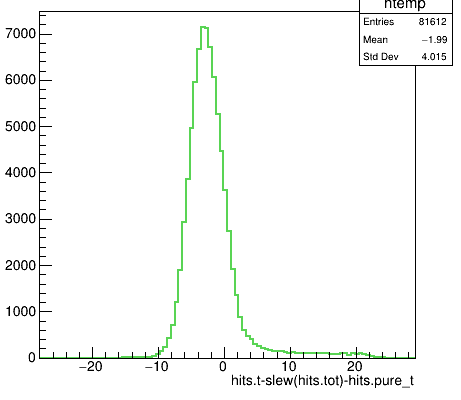 htemp
Entries 81612
Mean −1.99
Std Dev 4.015
7000
6000
5000
4000
3000
2000
1000
0
−20 −10 0 10 20
hits.t-slew(hits.tot)-hits.pure_t